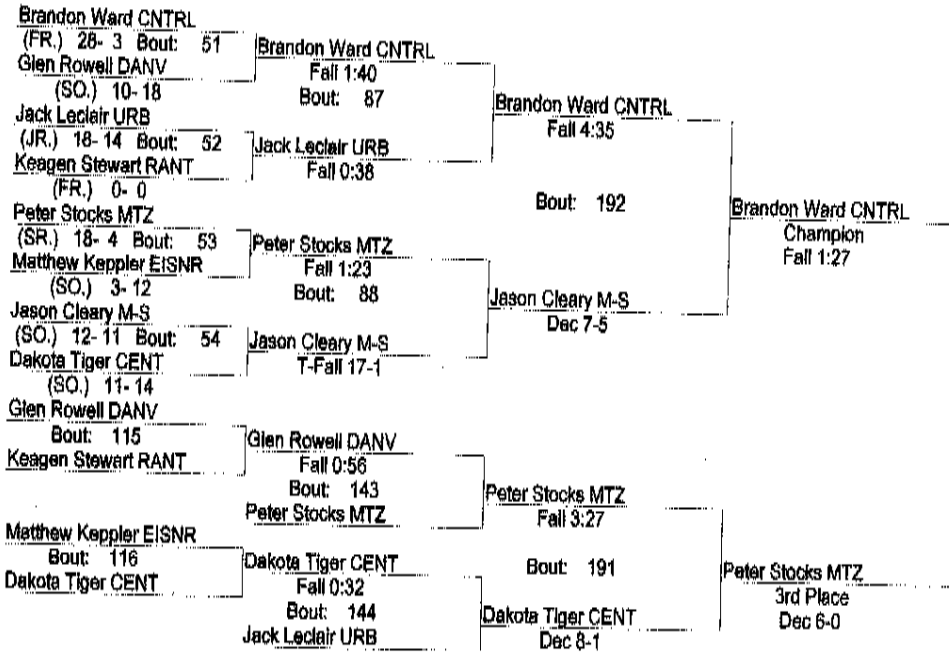 Brandon Ward CNTRL
(FR.) 28- 3 Bout: 51
Glen Rowell DANV
(SO.) 10- 18
Jack Leclair URB
(JR.) 18- 14 Bout: 52
Keagen Stewart RANT
(FR.) 0- 0
Peter Stocks MTZ
(SR.) 18- 4 Bout: 53
Matthew Keppler EISNR
(SO.) 3- 12
Jason Cleary M-S
(SO.) 12- 11 Bout: 54
Dakota Tiger CENT
(SO.) 11- 14
Brandon Ward CNTRL
Fall 1:40
Bout: 87
Jack Leclair URB
Fall 0:38
Peter Stocks MTZ
Fall 1:23
Bout: 88
Jason Cleary M-S
T-Fall 17-1
Brandon Ward CNTRL
Fall 4:35
Bout: 192
Jason Cleary M-S
Dec 7-5
Brandon Ward CNTRL
Champion
Fall 1:27
Glen Rowell DANV
Bout: 115
Keagen Stewart RANT
Matthew Keppler EISNR
Bout: 116
Dakota Tiger CENT
Glen Rowell DANV
Fall 0:56
Bout: 143
Peter Stocks MTZ
Dakota Tiger CENT
Fall 0:32
Bout: 144
Jack Leclair URB
Peter Stocks MTZ
Fall 3:27
Bout: 191
Dakota Tiger CENT
Dec 8-1
Peter Stocks MTZ
3rd Place
Dec 6-0